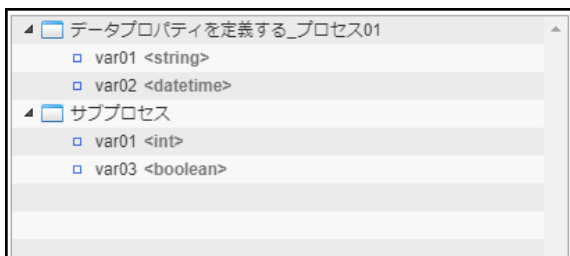 データプロパティを定義する_プロセス01
var01 <string>
var02 <datetime>
サブプロセス
var01 <int>
var03 <boolean>